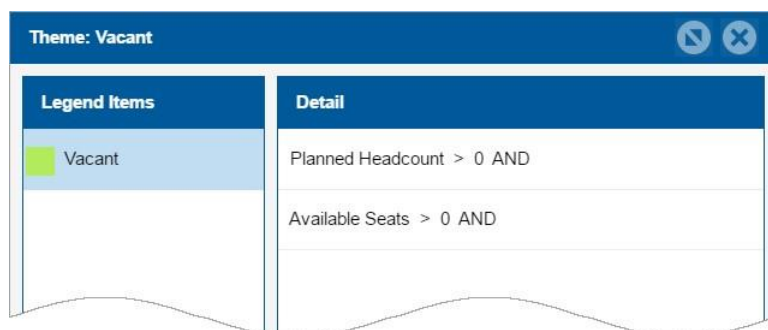 Theme: Vacant
Legend Items
Detail
Vacant
Planned Headcount > 0 AND
Available Seats > 0 AND